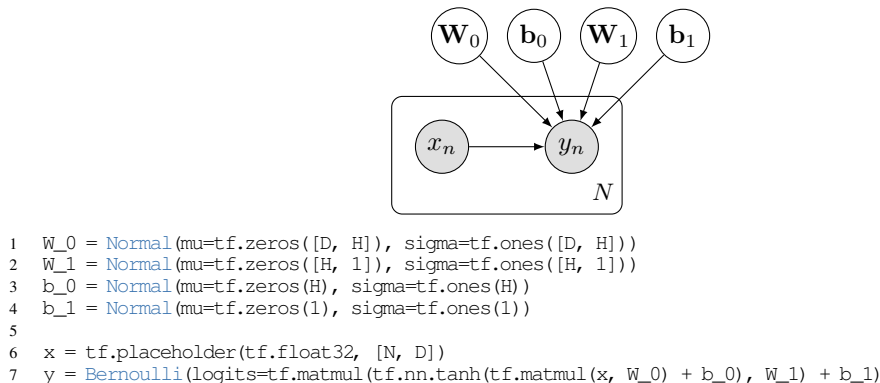 W₀ b₀ W₁ b₁
xₙ yₙ
N
1 W_0 = Normal(mu=tf.zeros([D, H]), sigma=tf.ones([D, H]))
2 W_1 = Normal(mu=tf.zeros([H, 1]), sigma=tf.ones([H, 1]))
3 b_0 = Normal(mu=tf.zeros(H), sigma=tf.ones(H))
4 b_1 = Normal(mu=tf.zeros(1), sigma=tf.ones(1))
5
6 x = tf.placeholder(tf.float32, [N, D])
7 y = Bernoulli(logits=tf.matmul(tf.nn.tanh(tf.matmul(x, W_0) + b_0), W_1) + b_1)